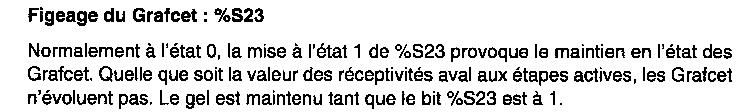 Figeage du Grafcet : %S23
Normalement à l'état 0, la mise à l'état 1 de %S23 provoque le maintien en l'état des
Grafcet. Quelle que soit la valeur des réceptivités aval aux étapes actives, les Grafcet
n'évoluent pas. Le gel est maintenu tant que le bit %S23 est à 1.